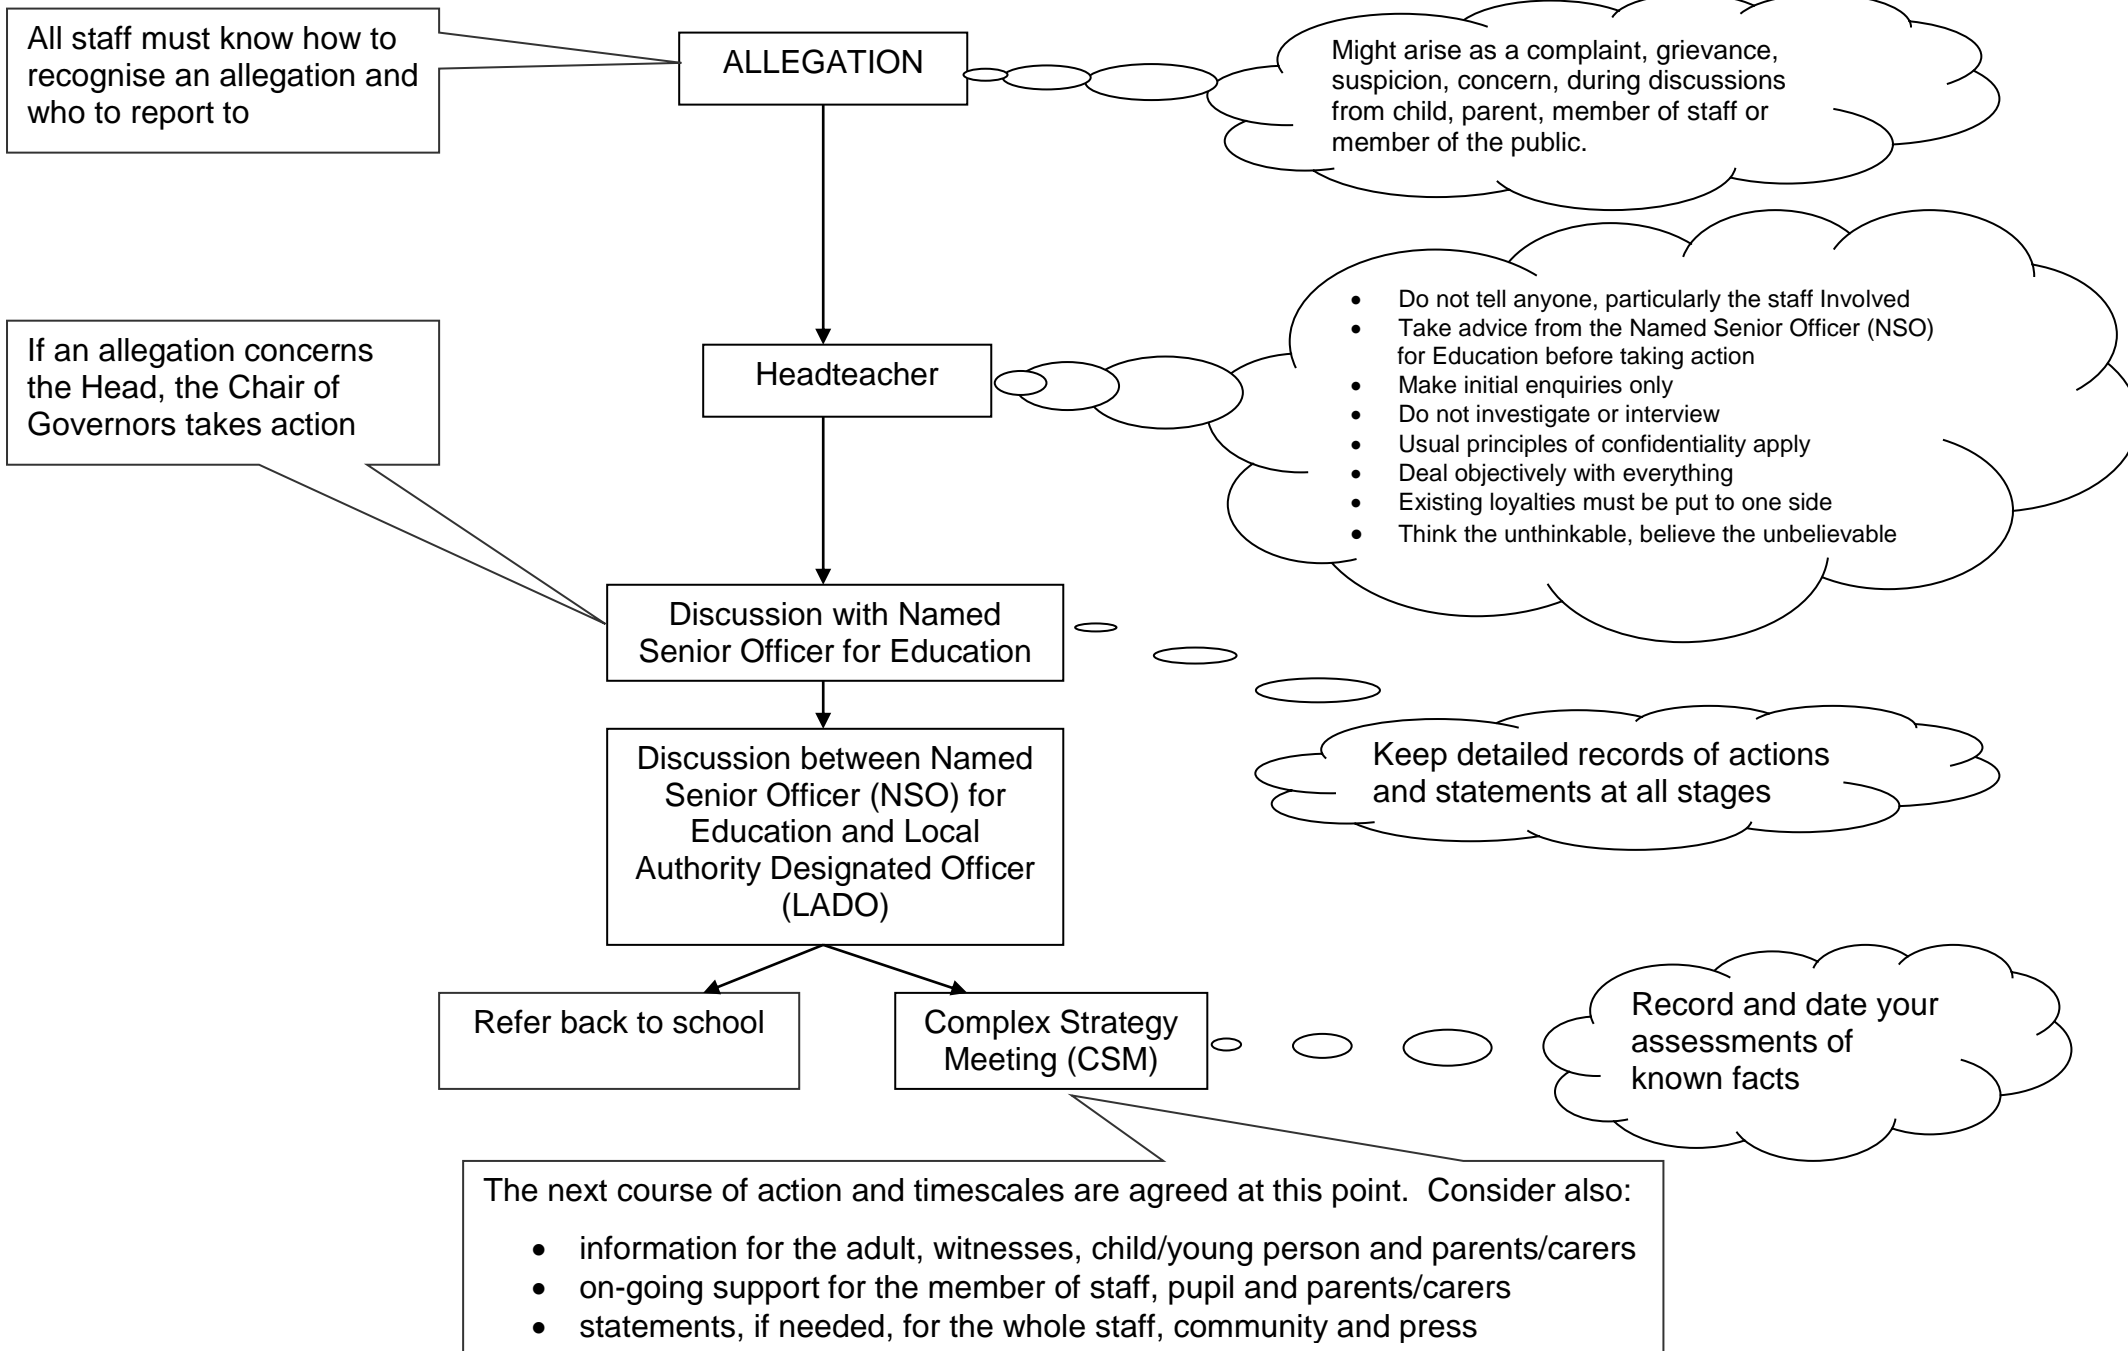 All staff must know how to
recognise an allegation and
who to report to
ALLEGATION
Might arise as a complaint, grievance,
suspicion, concern, during discussions
from child, parent, member of staff or
member of the public.
If an allegation concerns
the Head, the Chair of
Governors takes action
Headteacher
• Do not tell anyone, particularly the staff Involved
• Take advice from the Named Senior Officer (NSO)
for Education before taking action
• Make initial enquiries only
• Do not investigate or interview
• Usual principles of confidentiality apply
• Deal objectively with everything
• Existing loyalties must be put to one side
• Think the unthinkable, believe the unbelievable
Discussion with Named
Senior Officer for Education
Keep detailed records of actions
and statements at all stages
Discussion between Named
Senior Officer (NSO) for
Education and Local
Authority Designated Officer
(LADO)
Refer back to school
Complex Strategy
Meeting (CSM)
Record and date your
assessments of
known facts
The next course of action and timescales are agreed at this point.  Consider also:
• information for the adult, witnesses, child/young person and parents/carers
• on-going support for the member of staff, pupil and parents/carers
• statements, if needed, for the whole staff, community and press